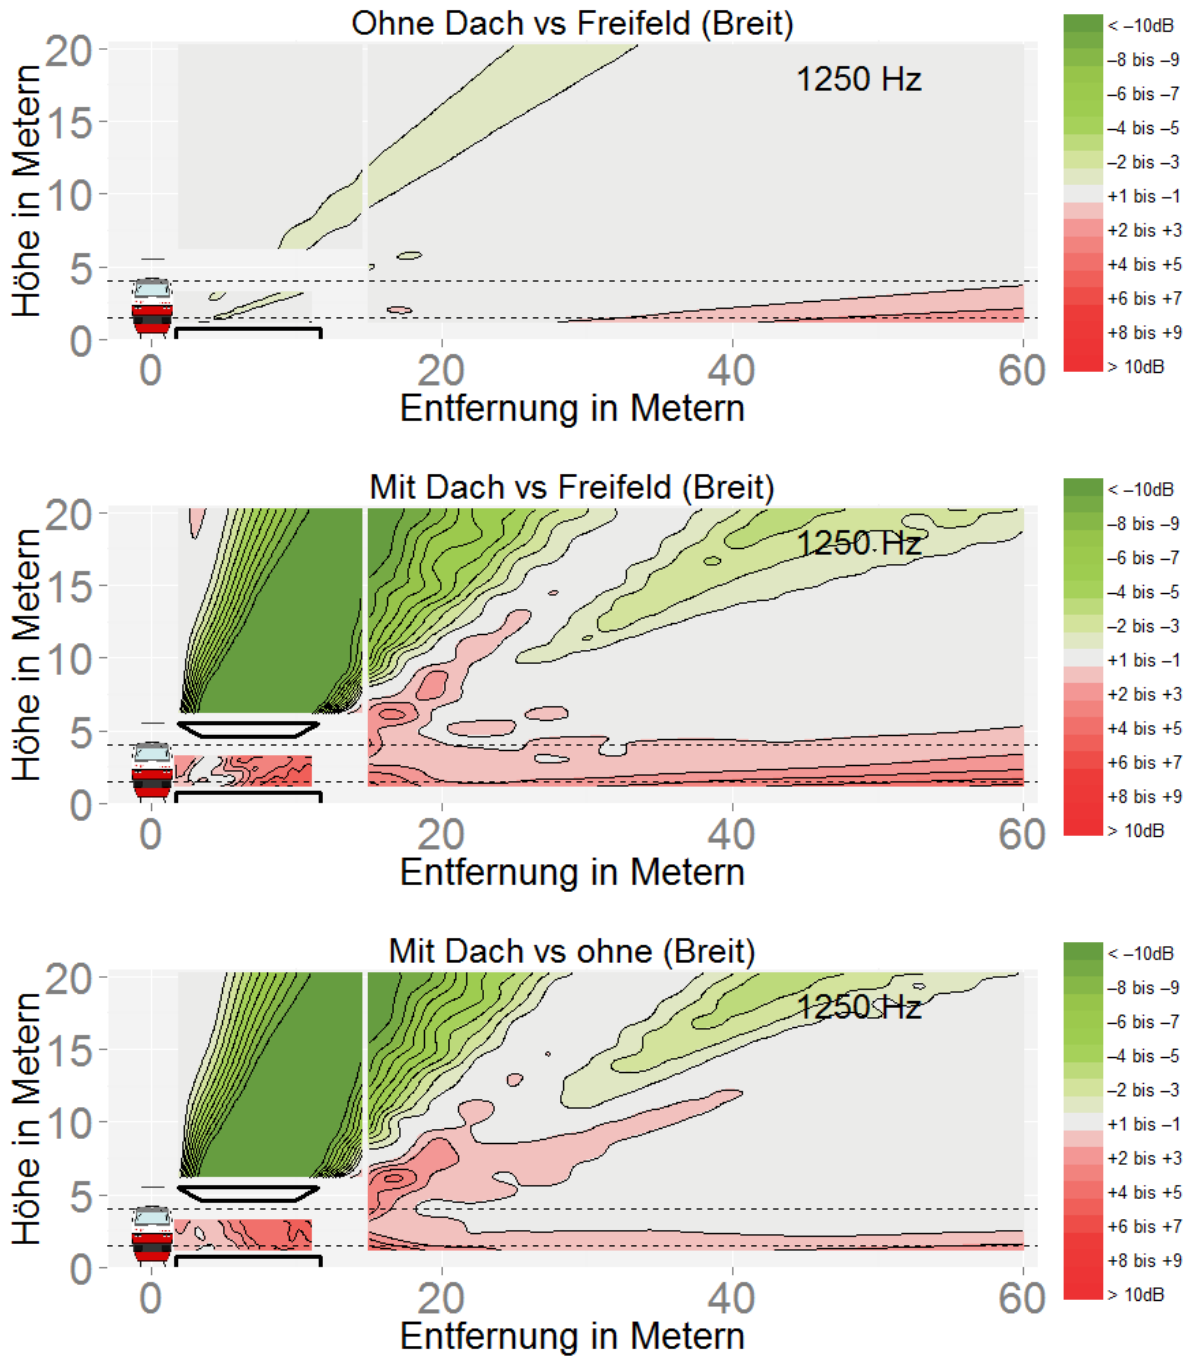 Ohne Dach vs Freifeld (Breit)
1250 Hz
Höhe in Metern
20
15
10
5
0
0 20 40 60
Entfernung in Metern
< –10dB
–8 bis –9
–6 bis –7
–4 bis –5
–2 bis –3
+1 bis –1
+2 bis +3
+4 bis +5
+6 bis +7
+8 bis +9
> 10dB
Mit Dach vs Freifeld (Breit)
1250 Hz
Höhe in Metern
20
15
10
5
0
0 20 40 60
Entfernung in Metern
< –10dB
–8 bis –9
–6 bis –7
–4 bis –5
–2 bis –3
+1 bis –1
+2 bis +3
+4 bis +5
+6 bis +7
+8 bis +9
> 10dB
Mit Dach vs ohne (Breit)
1250 Hz
Höhe in Metern
20
15
10
5
0
0 20 40 60
Entfernung in Metern
< –10dB
–8 bis –9
–6 bis –7
–4 bis –5
–2 bis –3
+1 bis –1
+2 bis +3
+4 bis +5
+6 bis +7
+8 bis +9
> 10dB